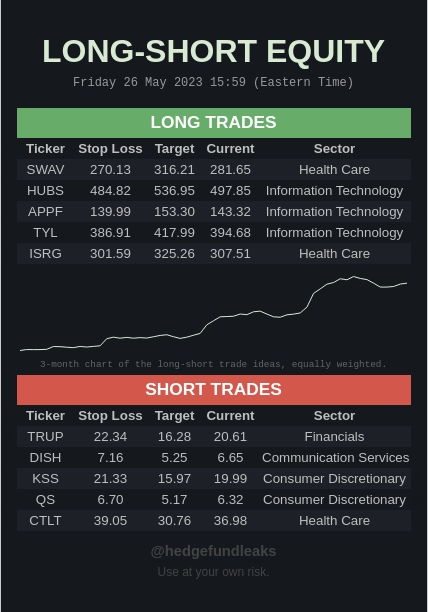 LONG-SHORT EQUITY
Friday 26 May 2023 15:59 (Eastern Time)
LONG TRADES
Ticker Stop Loss Target Current Sector
SWAV 270.13 316.21 281.65 Health Care
HUBS 484.82 536.95 497.85 Information Technology
APPF 139.99 153.30 143.32 Information Technology
TYL 386.91 417.99 394.68 Information Technology
ISRG 301.59 325.26 307.51 Health Care
3-month chart of the long-short trade ideas, equally weighted.
SHORT TRADES
Ticker Stop Loss Target Current Sector
TRUP 22.34 16.28 20.61 Financials
DISH 7.16 5.25 6.65 Communication Services
KSS 21.33 15.97 19.99 Consumer Discretionary
QS 6.70 5.17 6.32 Consumer Discretionary
CTLT 39.05 30.76 36.98 Health Care
@hedgefundleaks
Use at your own risk.